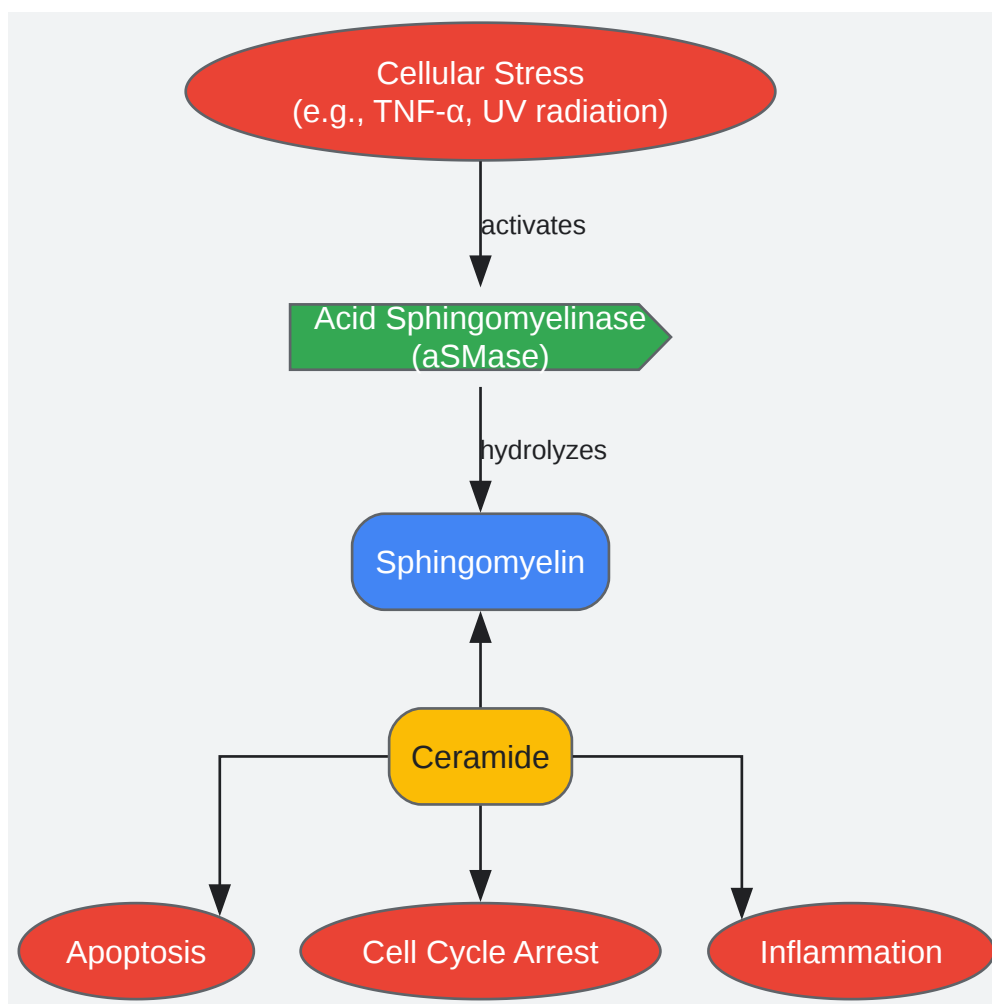 Cellular Stress
(e.g., TNF-α, UV radiation)
activates
Acid Sphingomyelinase
(aSMase)
hydrolyzes
Sphingomyelin
Ceramide
Apoptosis
Cell Cycle Arrest
Inflammation